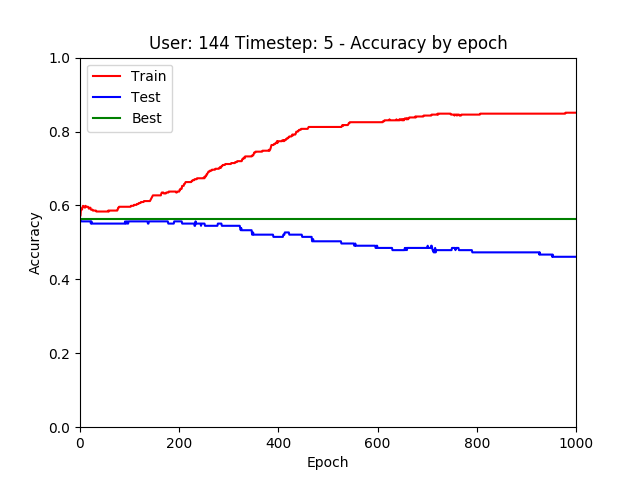 User: 144 Timestep: 5 - Accuracy by epoch
Train
Test
Best
Accuracy
1.0
0.8
0.6
0.4
0.2
0.0
0 200 400 600 800 1000
Epoch